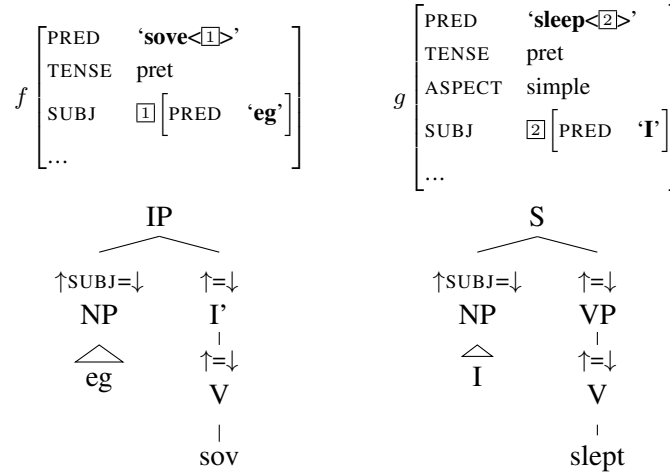 f
PRED ‘sove<1>’
TENSE pret
SUBJ 1 [PRED ‘eg’]
...
g
PRED ‘sleep<2>’
TENSE pret
ASPECT simple
SUBJ 2 [PRED ‘I’]
...
IP
↑SUBJ=↓ ↑=↓
NP I’
↑=↓
eg V
sov
S
↑SUBJ=↓ ↑=↓
NP VP
↑=↓
I V
slept